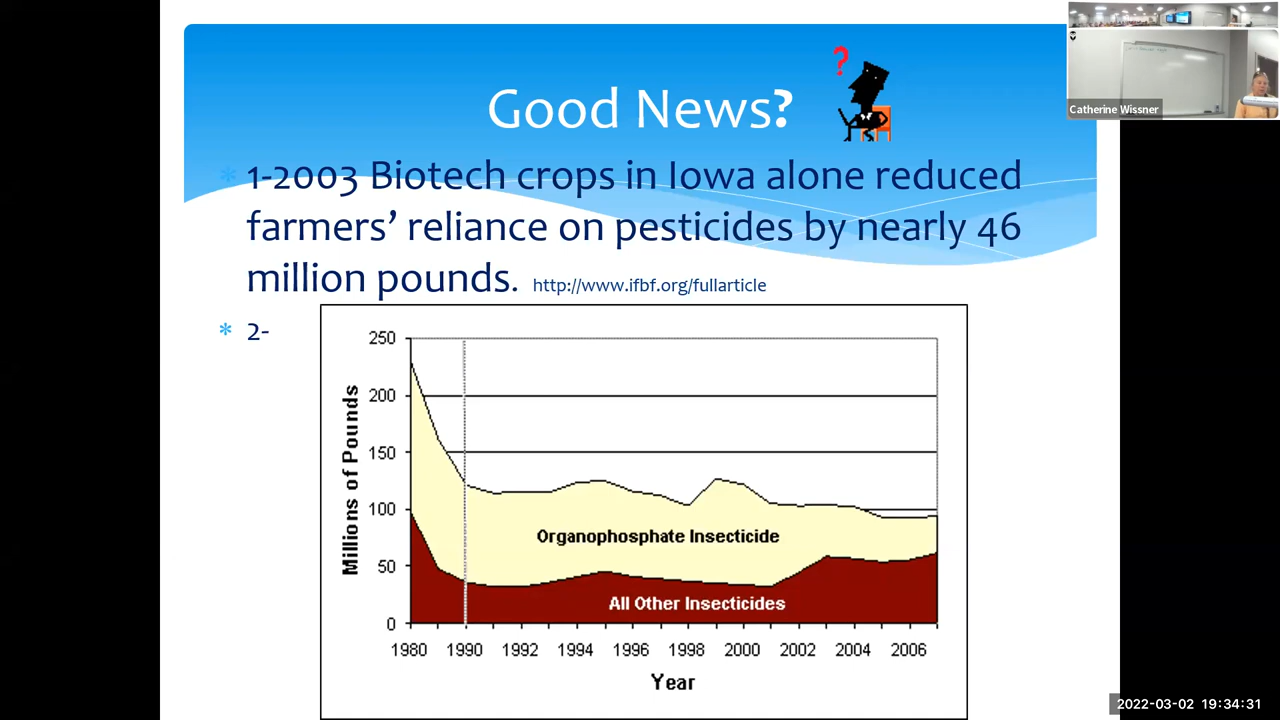 Good News?
?
Catherine Wissner
* 1-2003 Biotech crops in Iowa alone reduced
farmers’ reliance on pesticides by nearly 46
million pounds. http://www.ifbf.org/fullarticle
* 2-
Millions of Pounds
250
200
150
100
50
0
Organophosphate Insecticide
All Other Insecticides
1980 1990 1992 1994 1996 1998 2000 2002 2004 2006
Year
2022-03-02 19:34:31